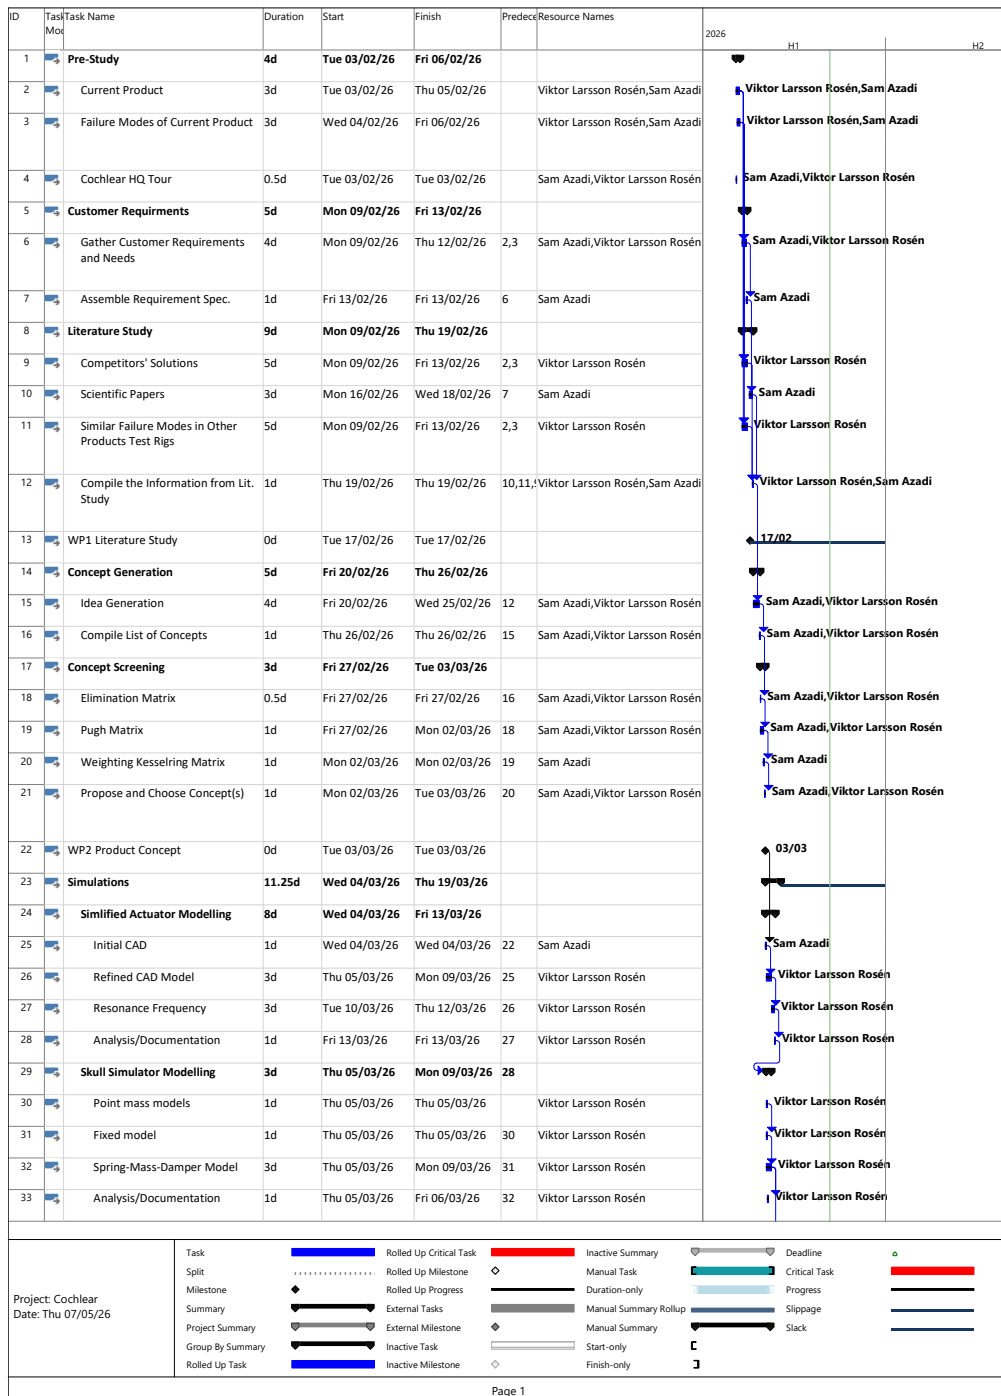 ID Task Mod Task Name Duration Start Finish Predece Resource Names
2026
H1 H2
1 Pre-Study 4d Tue 03/02/26 Fri 06/02/26
2 Current Product 3d Tue 03/02/26 Thu 05/02/26 Viktor Larsson Rosén,Sam Azadi Viktor Larsson Rosén,Sam Azadi
3 Failure Modes of Current Product 3d Wed 04/02/26 Fri 06/02/26 Viktor Larsson Rosén,Sam Azadi Viktor Larsson Rosén,Sam Azadi
4 Cochlear HQ Tour 0.5d Tue 03/02/26 Tue 03/02/26 Sam Azadi,Viktor Larsson Rosén Sam Azadi,Viktor Larsson Rosén
5 Customer Requirments 5d Mon 09/02/26 Fri 13/02/26
6 Gather Customer Requirements 4d Mon 09/02/26 Thu 12/02/26 2,3 Sam Azadi,Viktor Larsson Rosén Sam Azadi,Viktor Larsson Rosén
and Needs
7 Assemble Requirement Spec. 1d Fri 13/02/26 Fri 13/02/26 6 Sam Azadi Sam Azadi
8 Literature Study 9d Mon 09/02/26 Thu 19/02/26
9 Competitors' Solutions 5d Mon 09/02/26 Fri 13/02/26 2,3 Viktor Larsson Rosén Viktor Larsson Rosén
10 Scientific Papers 3d Mon 16/02/26 Wed 18/02/26 7 Sam Azadi Sam Azadi
11 Similar Failure Modes in Other 5d Mon 09/02/26 Fri 13/02/26 2,3 Viktor Larsson Rosén Viktor Larsson Rosén
Products Test Rigs
12 Compile the Information from Lit. 1d Thu 19/02/26 Thu 19/02/26 10,11,9 Viktor Larsson Rosén,Sam Azadi Viktor Larsson Rosén,Sam Azadi
Study
13 WP1 Literature Study 0d Tue 17/02/26 Tue 17/02/26 17/02
14 Concept Generation 5d Fri 20/02/26 Thu 26/02/26
15 Idea Generation 4d Fri 20/02/26 Wed 25/02/26 12 Sam Azadi,Viktor Larsson Rosén Sam Azadi,Viktor Larsson Rosén
16 Compile List of Concepts 1d Thu 26/02/26 Thu 26/02/26 15 Sam Azadi,Viktor Larsson Rosén Sam Azadi,Viktor Larsson Rosén
17 Concept Screening 3d Fri 27/02/26 Tue 03/03/26
18 Elimination Matrix 0.5d Fri 27/02/26 Fri 27/02/26 16 Sam Azadi,Viktor Larsson Rosén Sam Azadi,Viktor Larsson Rosén
19 Pugh Matrix 1d Fri 27/02/26 Mon 02/03/26 18 Sam Azadi,Viktor Larsson Rosén Sam Azadi,Viktor Larsson Rosén
20 Weighting Kesselring Matrix 1d Mon 02/03/26 Mon 02/03/26 19 Sam Azadi Sam Azadi
21 Propose and Choose Concept(s) 1d Mon 02/03/26 Tue 03/03/26 20 Sam Azadi,Viktor Larsson Rosén Sam Azadi,Viktor Larsson Rosén
22 WP2 Product Concept 0d Tue 03/03/26 Tue 03/03/26 03/03
23 Simulations 11.25d Wed 04/03/26 Thu 19/03/26
24 Simlified Actuator Modelling 8d Wed 04/03/26 Fri 13/03/26
25 Initial CAD 1d Wed 04/03/26 Wed 04/03/26 22 Sam Azadi Sam Azadi
26 Refined CAD Model 3d Thu 05/03/26 Mon 09/03/26 25 Viktor Larsson Rosén Viktor Larsson Rosén
27 Resonance Frequency 3d Tue 10/03/26 Thu 12/03/26 26 Viktor Larsson Rosén Viktor Larsson Rosén
28 Analysis/Documentation 1d Fri 13/03/26 Fri 13/03/26 27 Viktor Larsson Rosén Viktor Larsson Rosén
29 Skull Simulator Modelling 3d Thu 05/03/26 Mon 09/03/26 28
30 Point mass models 1d Thu 05/03/26 Thu 05/03/26 Viktor Larsson Rosén Viktor Larsson Rosén
31 Fixed model 1d Thu 05/03/26 Thu 05/03/26 30 Viktor Larsson Rosén Viktor Larsson Rosén
32 Spring-Mass-Damper Model 3d Thu 05/03/26 Mon 09/03/26 31 Viktor Larsson Rosén Viktor Larsson Rosén
33 Analysis/Documentation 1d Thu 05/03/26 Fri 06/03/26 32 Viktor Larsson Rosén Viktor Larsson Rosén
Project: Cochlear
Date: Thu 07/05/26
Task
Split
Milestone
Summary
Project Summary
Group By Summary
Rolled Up Task
Rolled Up Critical Task
Rolled Up Milestone
Rolled Up Progress
External Tasks
External Milestone
Inactive Task
Inactive Milestone
Inactive Summary
Manual Task
Duration-only
Manual Summary Rollup
Manual Summary
Start-only
Finish-only
Deadline
Critical Task
Progress
Slippage
Slack
Page 1